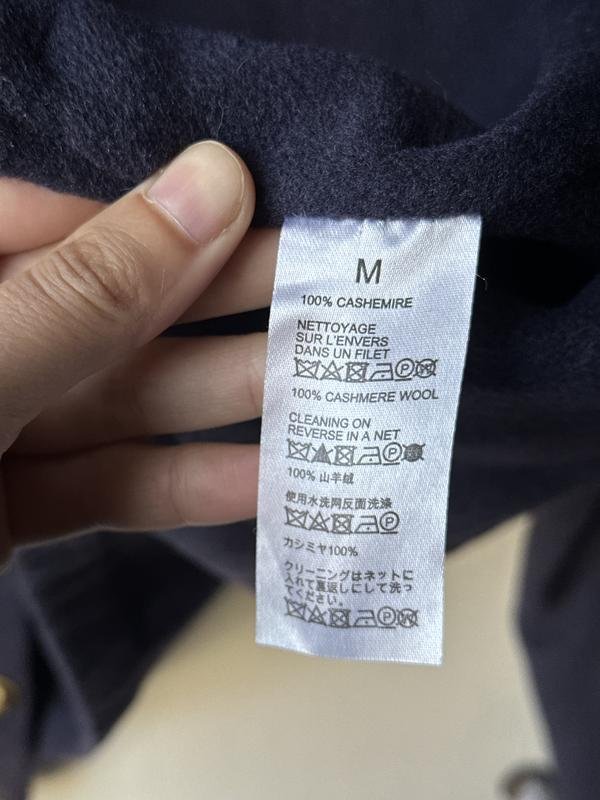 M
100% CASHEMIRE
NETTOYAGE
SUR L'ENVERS
DANS UN FILET
100% CASHMERE WOOL
CLEANING ON
REVERSE IN A NET
100% 山羊绒
使用水洗网反面洗涤
カシミヤ100%
クリーニングはネットに
入れて裏返しにして洗っ
てください。